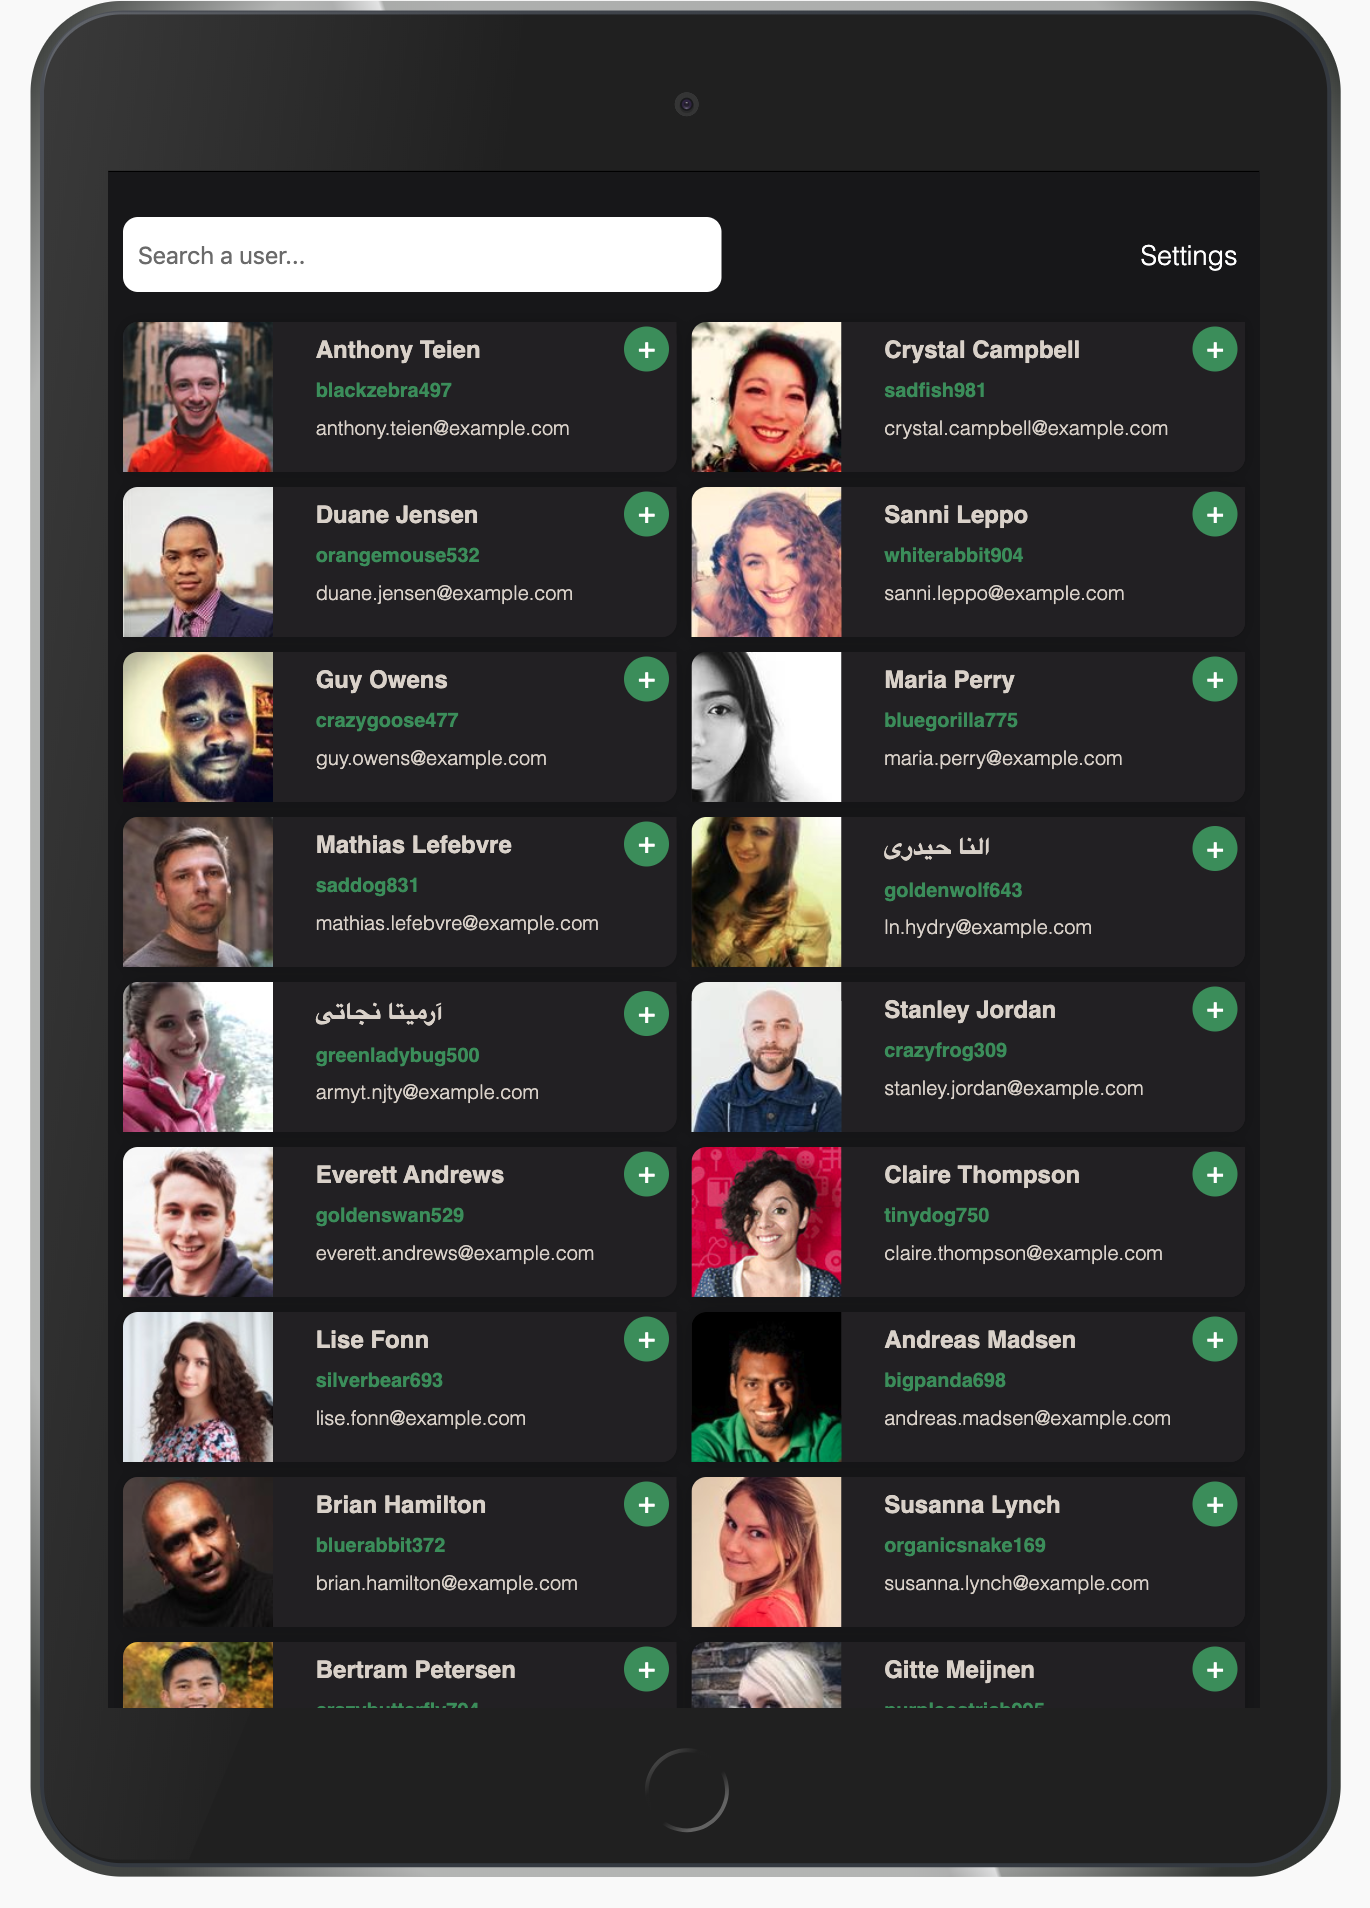 Search a user...
Settings
Anthony Teien
blackzebra497
anthony.teien@example.com
Crystal Campbell
sadfish981
crystal.campbell@example.com
Duane Jensen
orangemouse532
duane.jensen@example.com
Sanni Leppo
whiterabbit904
sanni.leppo@example.com
Guy Owens
crazygoose477
guy.owens@example.com
Maria Perry
bluegorilla775
maria.perry@example.com
Mathias Lefebvre
saddog831
mathias.lefebvre@example.com
النا حیدری
goldenwolf643
ln.hydry@example.com
آرمیتا نجاتی
greenladybug500
armyt.njty@example.com
Stanley Jordan
crazyfrog309
stanley.jordan@example.com
Everett Andrews
goldenswan529
everett.andrews@example.com
Claire Thompson
tinydog750
claire.thompson@example.com
Lise Fonn
silverbear693
lise.fonn@example.com
Andreas Madsen
bigpanda698
andreas.madsen@example.com
Brian Hamilton
bluerabbit372
brian.hamilton@example.com
Susanna Lynch
organicsnake169
susanna.lynch@example.com
Bertram Petersen
Gitte Meijnen